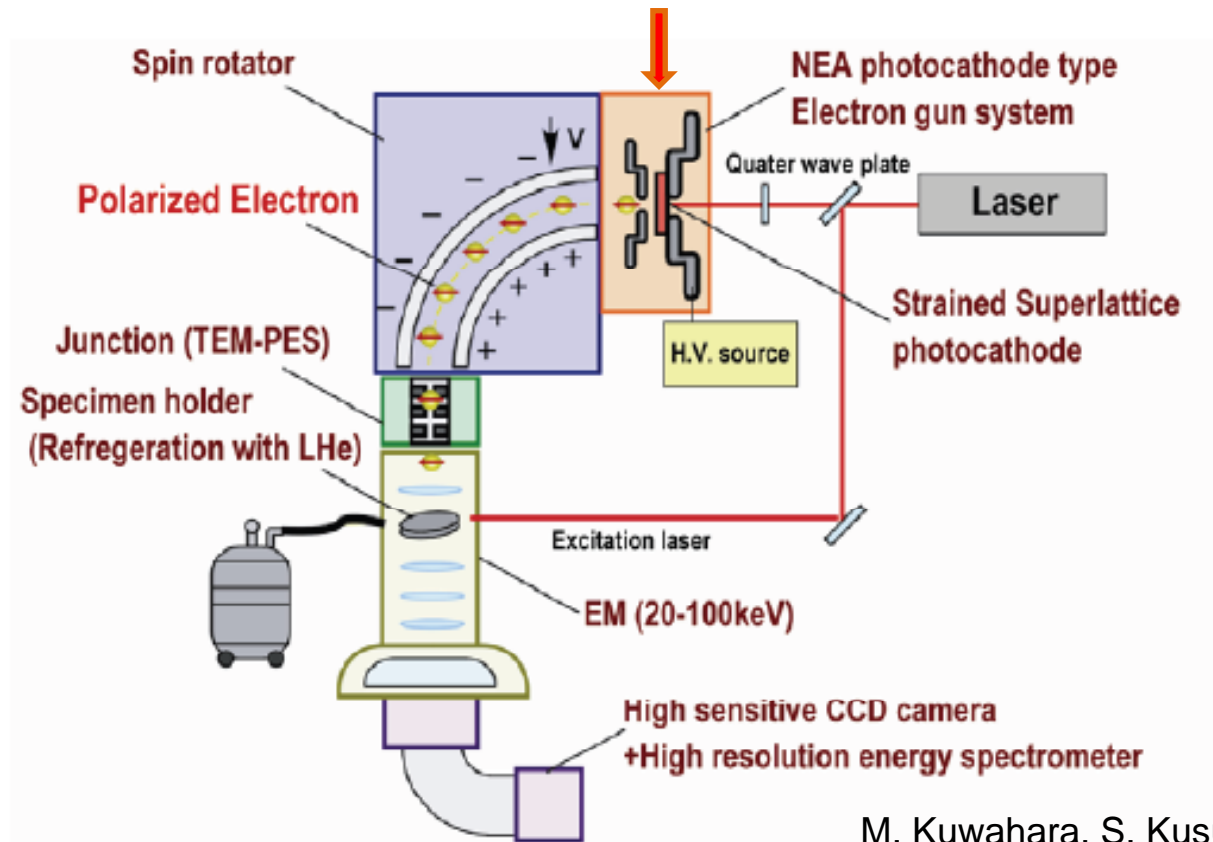 Spin rotator
NEA photocathode type
Electron gun system
V
Quater wave plate
Polarized Electron
Laser
Strained Superlattice
photocathode
H.V. source
Junction (TEM-PES)
Specimen holder
(Refregeration with LHe)
Excitation laser
EM (20-100keV)
High sensitive CCD camera
+High resolution energy spectrometer
M. Kuwahara, S. Kus